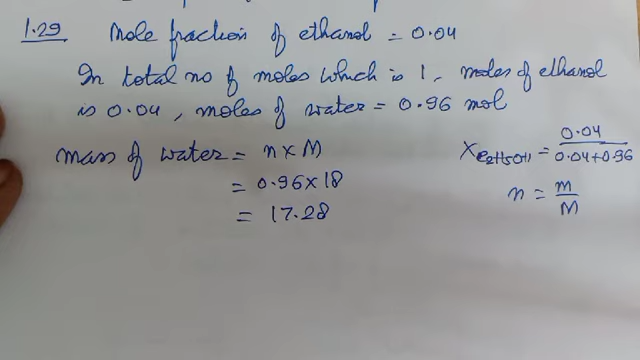 1.29 Mole fraction of ethanol = 0.04
In total no of moles which is 1, moles of ethanol
is 0.04, moles of water = 0.96 mol
mass of water = n × M
= 0.96 × 18
= 17.28
x_C2H5OH = 0.04 / 0.04+0.96
n = m / M